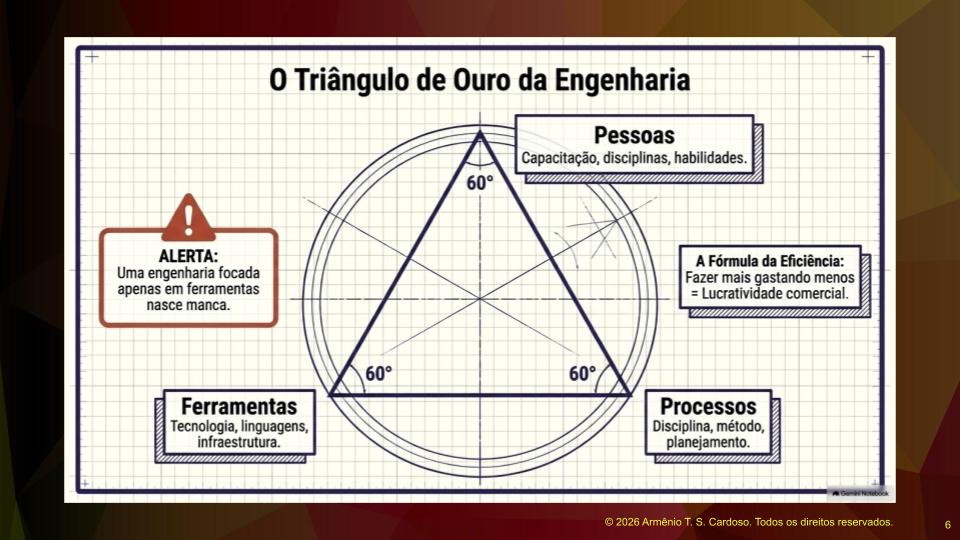 O Triângulo de Ouro da Engenharia
Pessoas
Capacitação, disciplinas, habilidades.
60°
ALERTA:
Uma engenharia focada
apenas em ferramentas
nasce manca.
A Fórmula da Eficiência:
Fazer mais gastando menos
= Lucratividade comercial.
60°
60°
Ferramentas
Tecnologia, linguagens,
infraestrutura.
Processos
Disciplina, método,
planejamento.
Gemini Notebook
© 2026 Armênio T. S. Cardoso. Todos os direitos reservados.
6